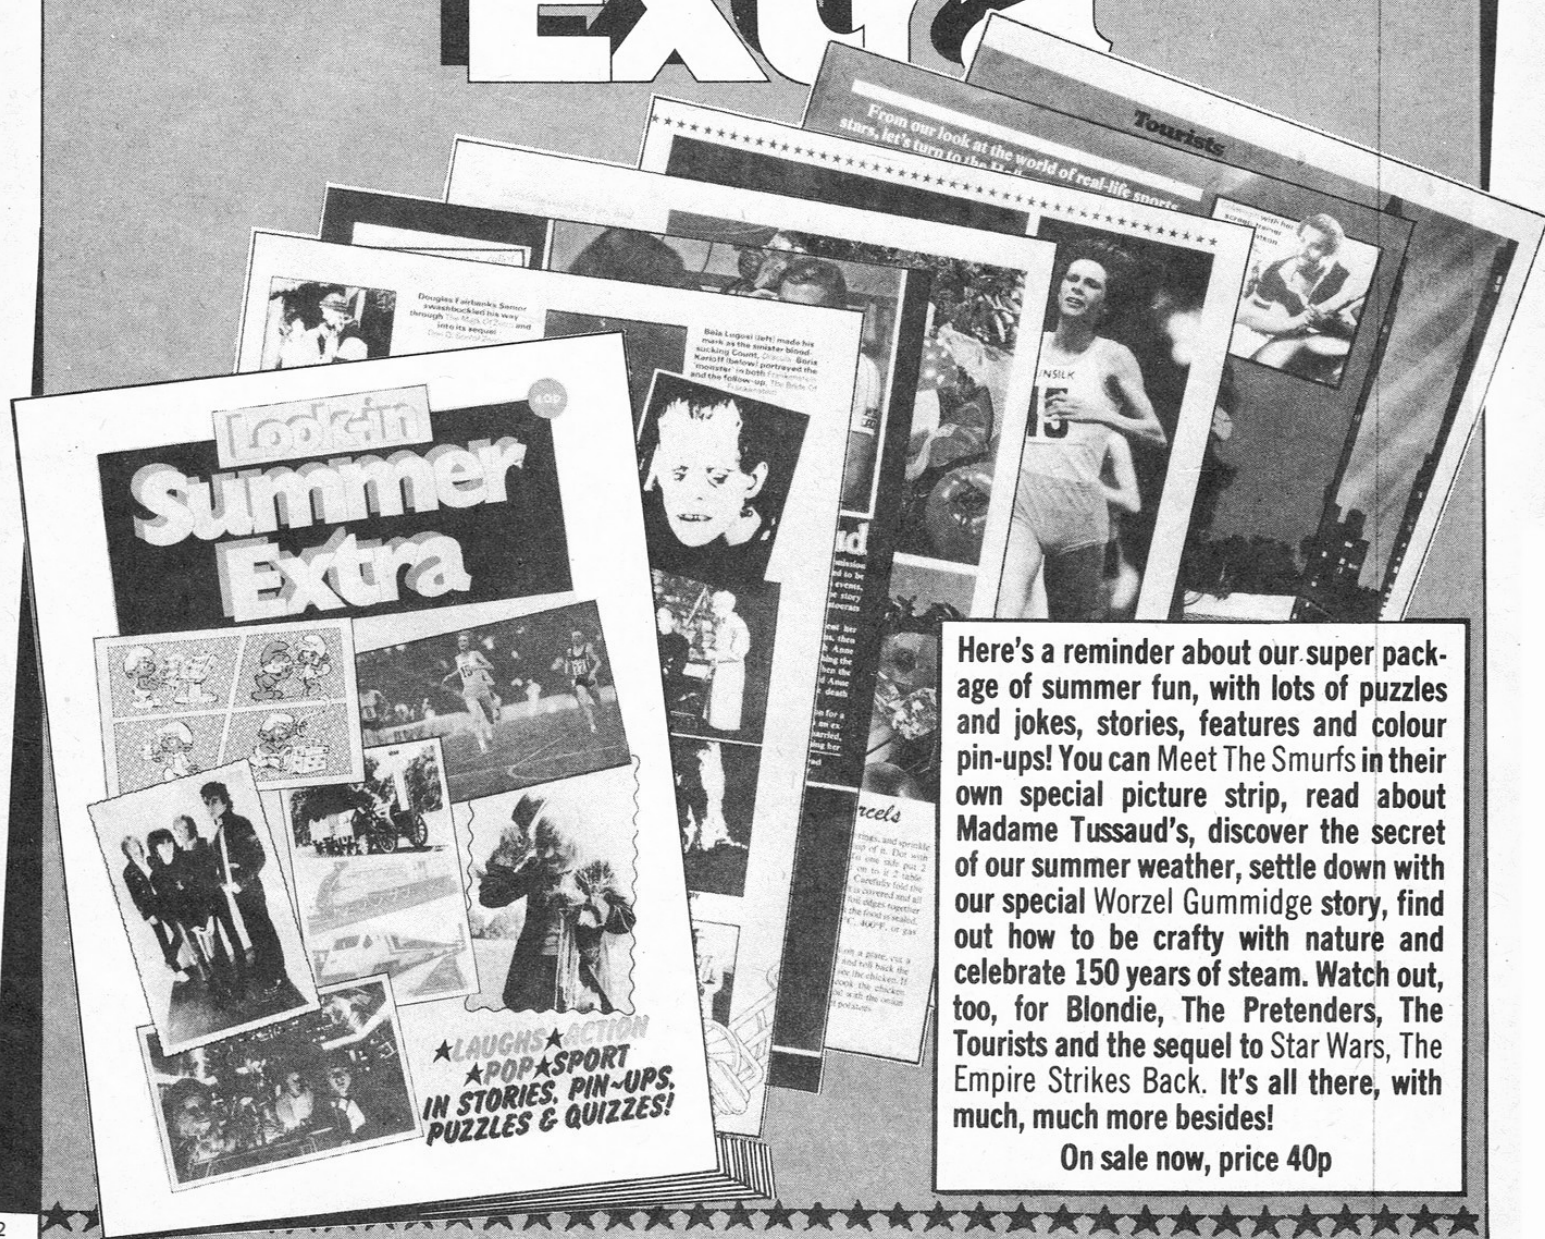 Extra
Tourists
From our look at the world of real-life sports
stars, let's turn to the
Douglas Fairbanks Senior
swashbuckled his way
through The Mark Of Zorro and
into its sequel
Don Q, Son Of Zorro
Bela Lugosi (left) made his
mark as the sinister blood-
sucking Count, Dracula. Boris
Karloff (below) portrayed the
'monster' in both Frankenstein
and the follow-up, The Bride Of
Frankenstein
NSILK
15
40p
Look-in
Summer
Extra
★LAUGHS★ACTION
★POP★SPORT
IN STORIES, PIN-UPS,
PUZZLES & QUIZZES!
rcels
Here's a reminder about our super pack-
age of summer fun, with lots of puzzles
and jokes, stories, features and colour
pin-ups! You can Meet The Smurfs in their
own special picture strip, read about
Madame Tussaud's, discover the secret
of our summer weather, settle down with
our special Worzel Gummidge story, find
out how to be crafty with nature and
celebrate 150 years of steam. Watch out,
too, for Blondie, The Pretenders, The
Tourists and the sequel to Star Wars, The
Empire Strikes Back. It's all there, with
much, much more besides!
On sale now, price 40p
2